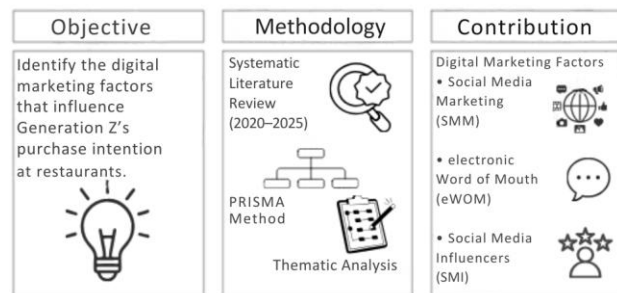 Objective
Identify the digital
marketing factors
that influence
Generation Z's
purchase intention
at restaurants.
Methodology
Systematic
Literature
Review
(2020–2025)
PRISMA
Method
Thematic Analysis
Contribution
Digital Marketing Factors
• Social Media
Marketing
(SMM)
• electronic
Word of Mouth
(eWOM)
• Social Media
Influencers
(SMI)